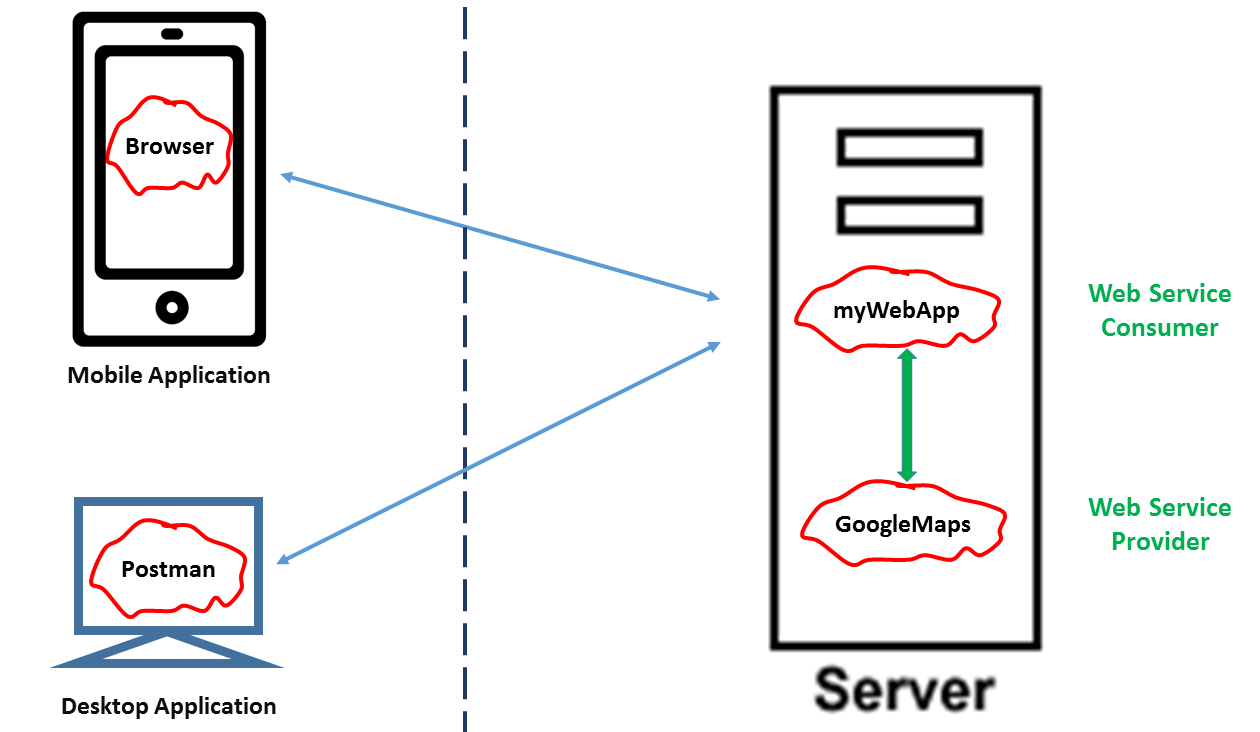 Browser
Mobile Application
Postman
Desktop Application
myWebApp
Web Service
Consumer
GoogleMaps
Web Service
Provider
Server